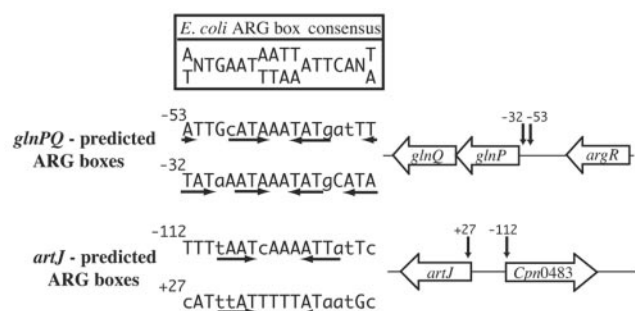 E. coli ARG box consensus
A AATT T
NTGAAT ATTCAN
T TTAA A
-53
ATTGcATAAATATgatTT
glnPQ - predicted
ARG boxes
-32
TATaAATAAATATgCATA
-32 -53
glnQ glnP argR
-112
TTTtAATcAAAATTatTc
artJ - predicted
ARG boxes
+27
cATttATTTTTATaatGc
+27 -112
artJ Cpn0483